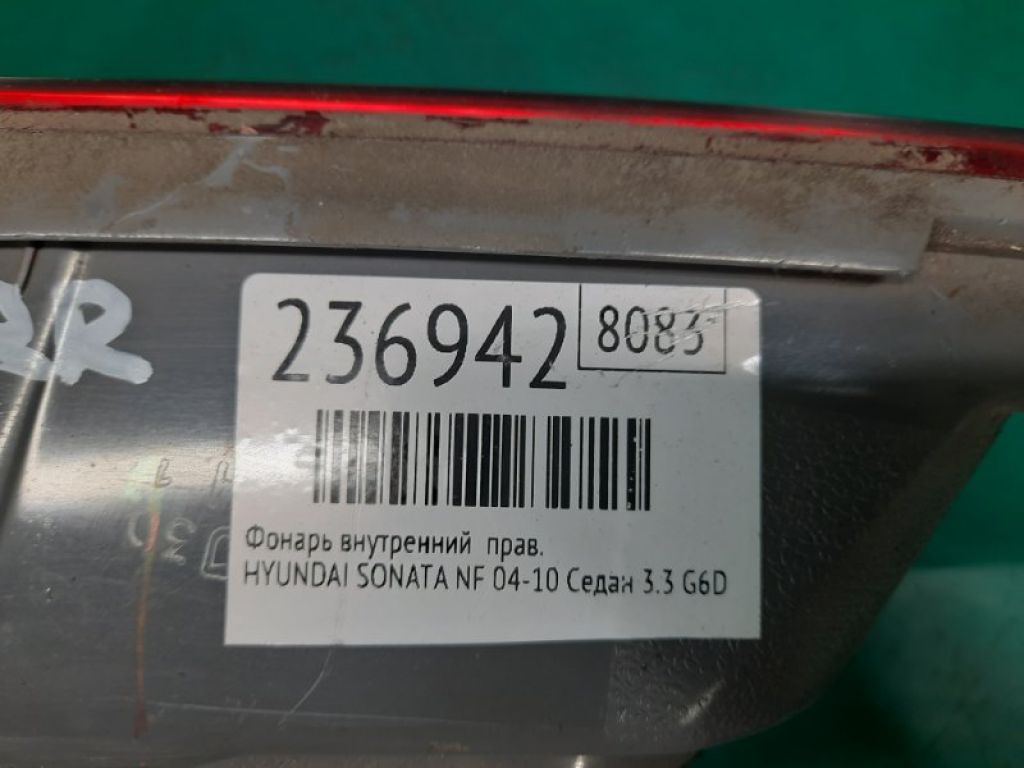 236942
8083
Фонарь внутренний прав.
HYUNDAI SONATA NF 04-10 Седан 3.3 G6D